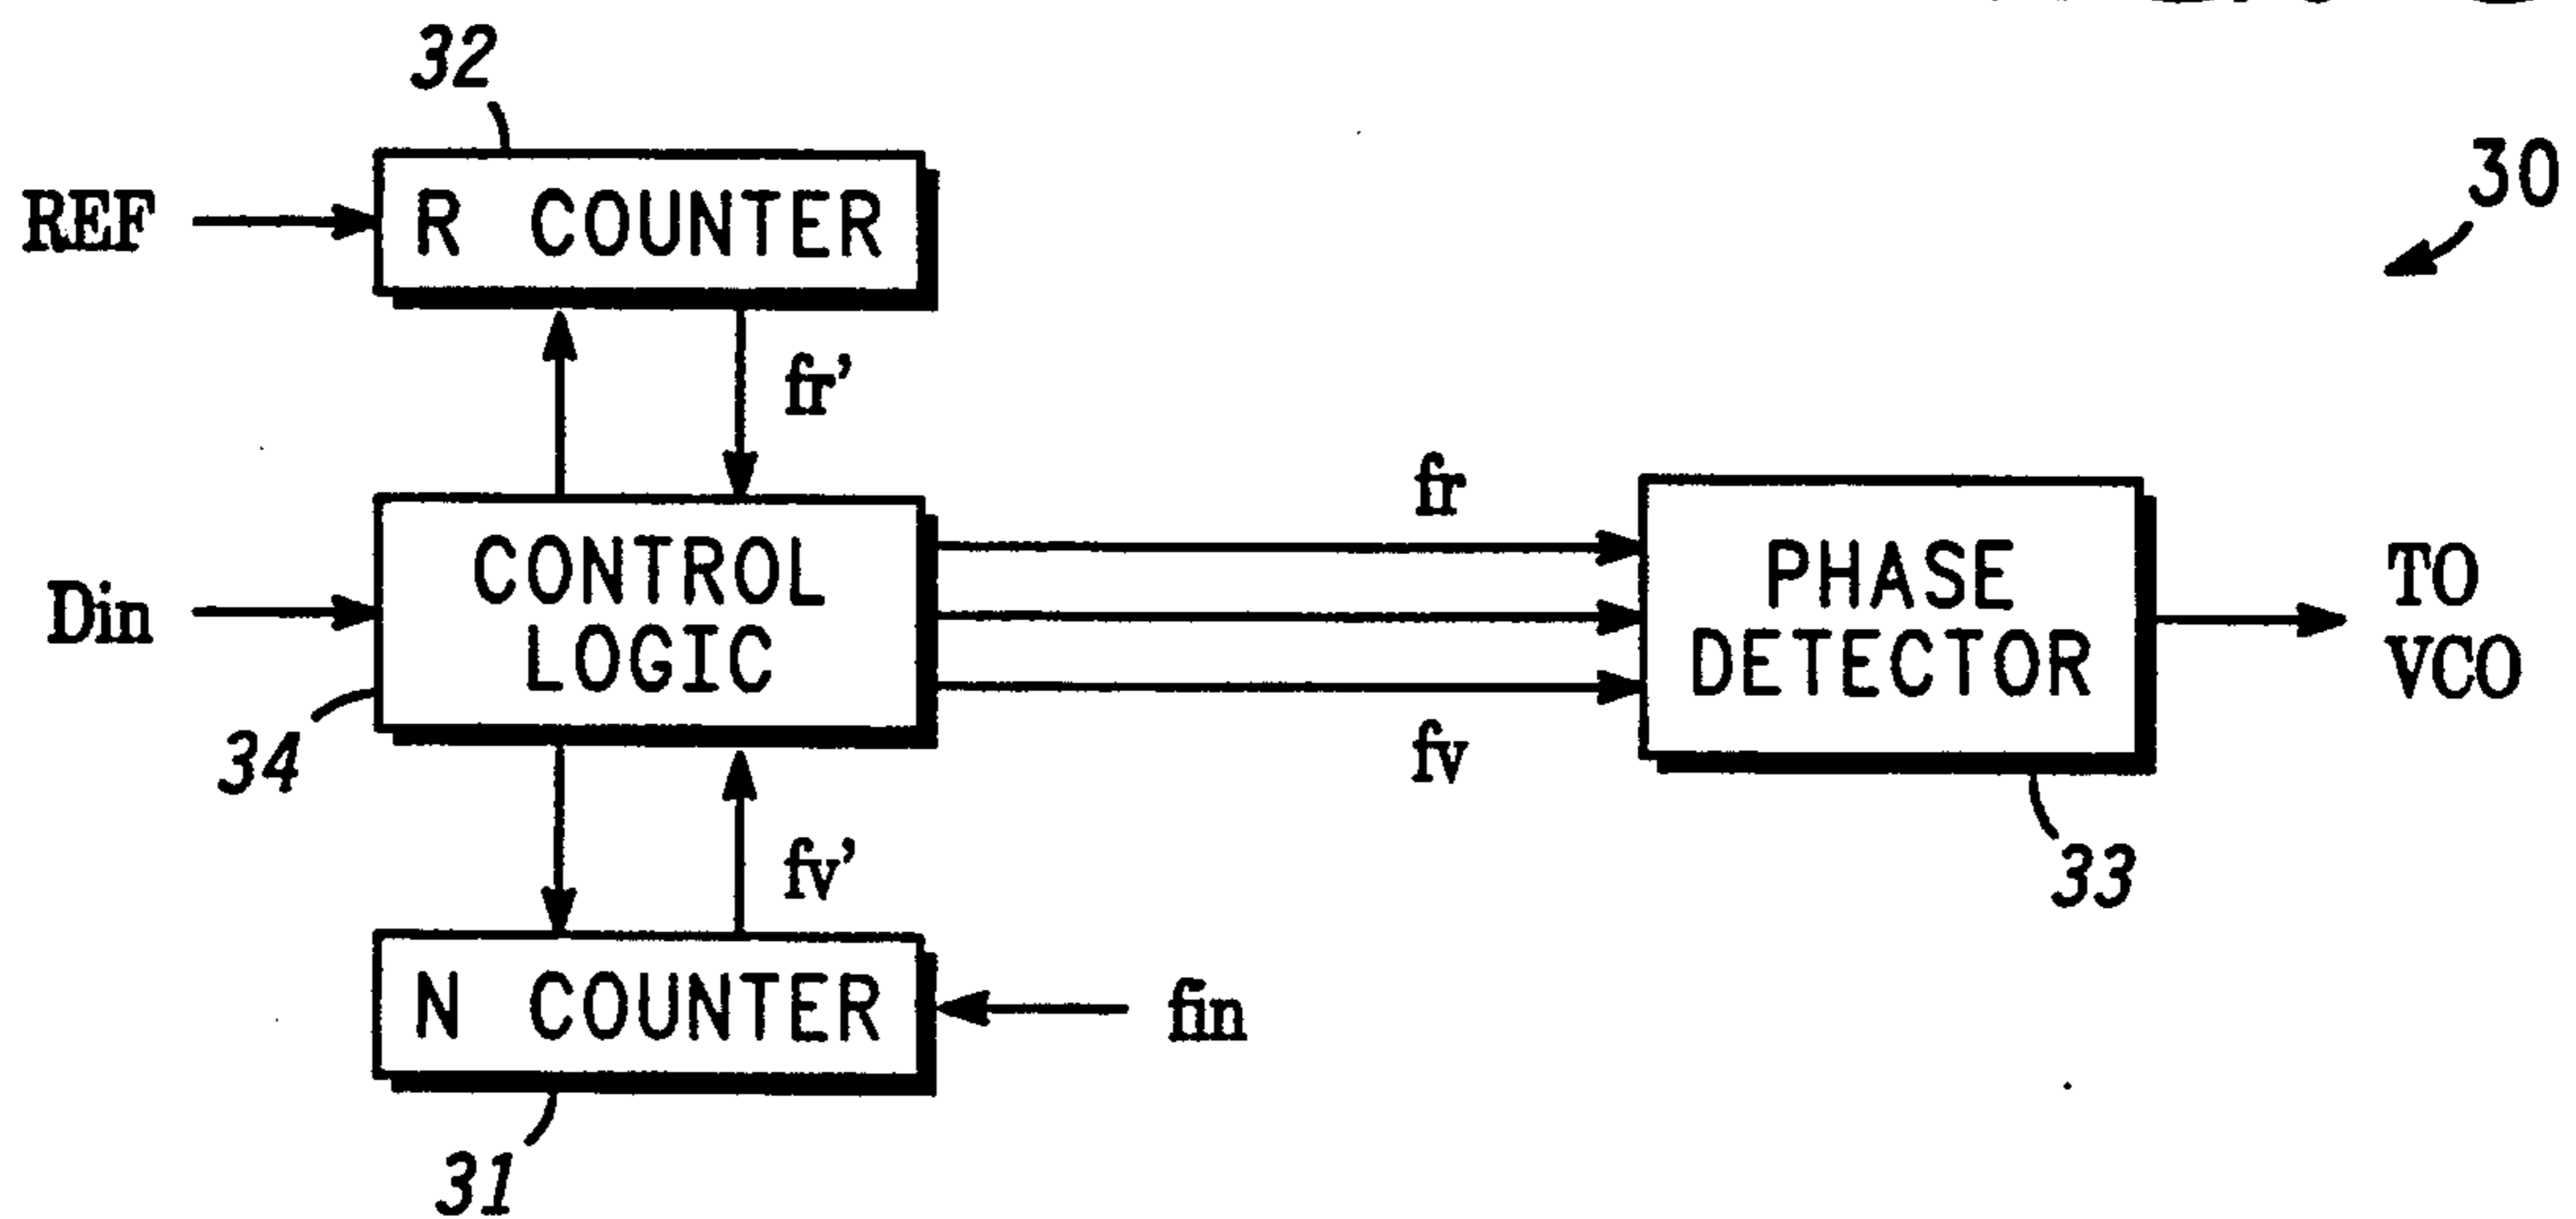 32
R COUNTER
REF
30
fr'
fr
CONTROL
LOGIC
Din
PHASE
DETECTOR
TO
VCO
34
fv
fv'
33
N COUNTER
fin
31